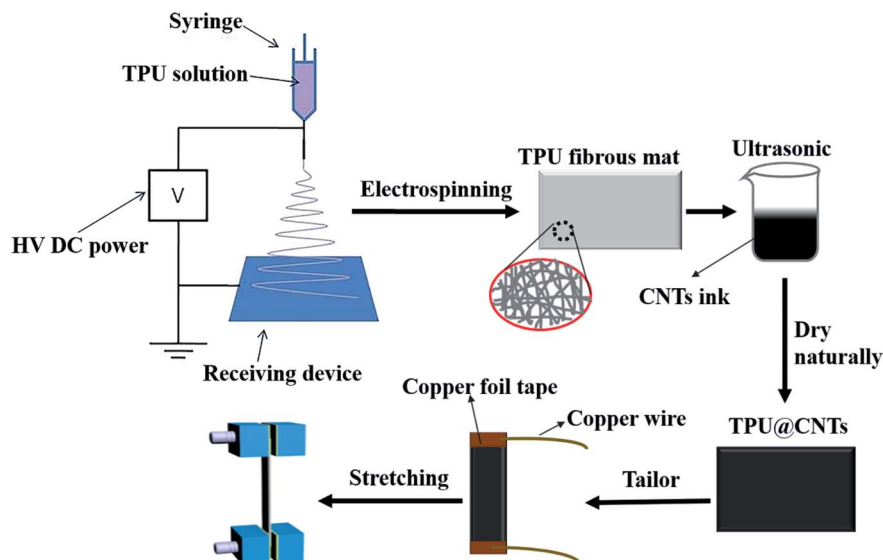 Syringe
TPU solution
V
HV DC power
Receiving device
Electrospinning
TPU fibrous mat
Ultrasonic
CNTs ink
Dry
naturally
TPU@CNTs
Tailor
Copper foil tape
Copper wire
Stretching